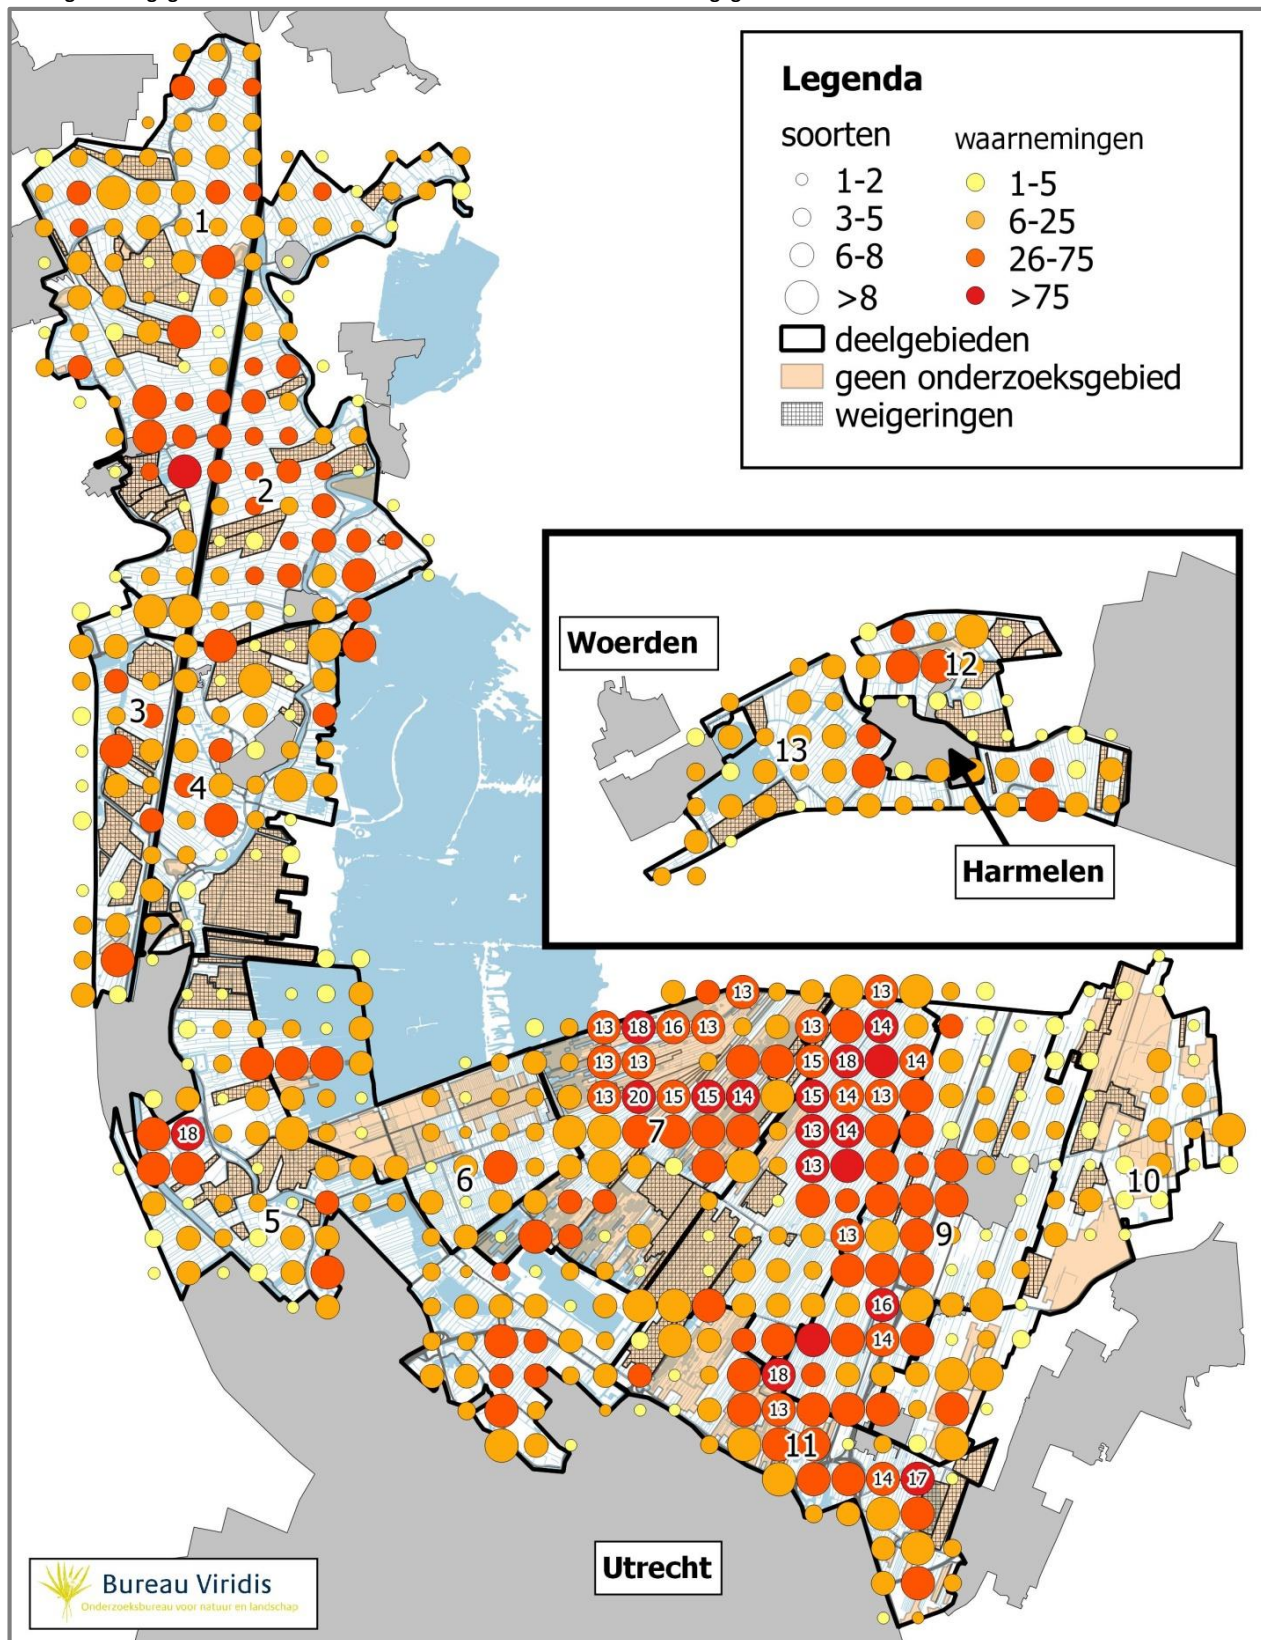 Legenda
soorten waarnemingen
1-2 1-5
3-5 6-25
6-8 26-75
>8 >75
deelgebieden
geen onderzoeksgebied
weigeringen
1
2
3
4
Woerden
12
13
Harmelen
13 13
13 18 16 13 13 14
13 13 15 18 14
13 20 15 15 14 15 14 13
18 7 13 14
6 13 10
5 13 9
16
14
18
13
11
14 17
Utrecht
Bureau Viridis
Onderzoeksbureau voor natuur en landschap